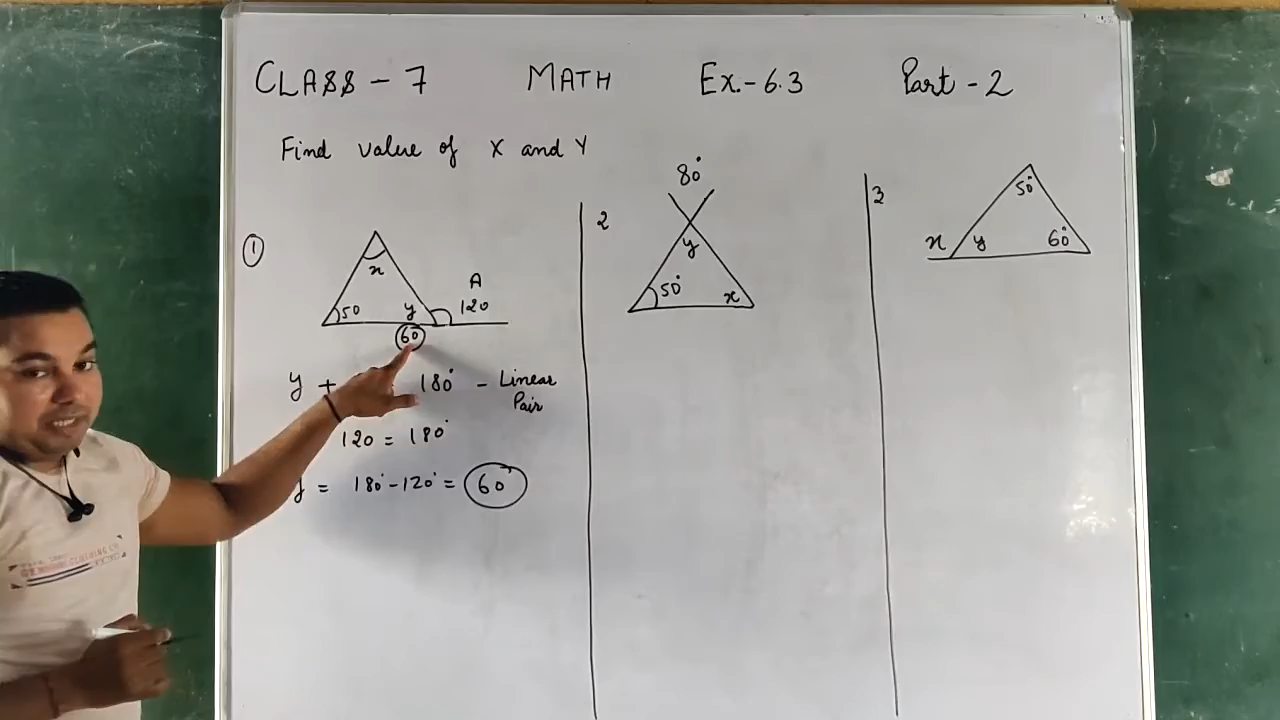 CLASS - 7 MATH Ex.- 6.3 Part - 2
Find value of X and Y
1
x
50
y
A
120
60
y + 180° - Linear
Pair
120 = 180°
= 180° - 120° = 60°
2
80°
y
50°
x
3
50°
x
y
60°